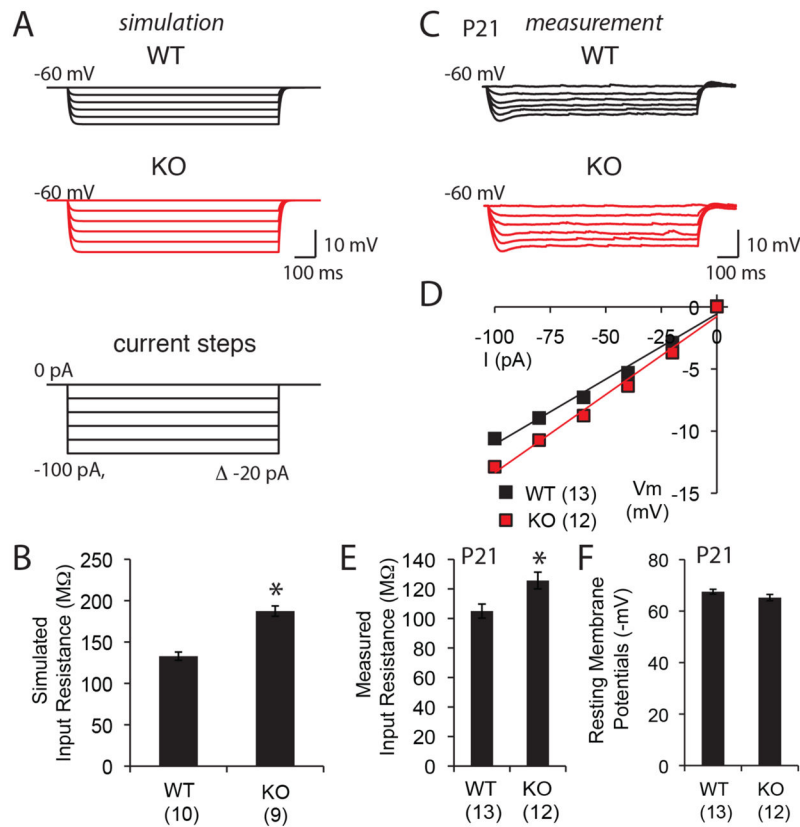 A
simulation
WT
-60 mV
KO
-60 mV
10 mV
100 ms
current steps
0 pA
-100 pA,
Δ -20 pA
C
P21
measurement
WT
-60 mV
KO
-60 mV
10 mV
100 ms
D
-100 -75 -50 -25 0
I (pA)
0
-5
-10
-15
Vm
(mV)
WT (13)
KO (12)
B
Simulated
Input Resistance (MΩ)
250
200
150
100
50
0
*
WT
(10)
KO
(9)
E
P21
Measured
Input Resistance (MΩ)
140
120
100
80
60
40
20
0
*
WT
(13)
KO
(12)
F
P21
Resting Membrane
Potentials (-mV)
80
60
40
20
0
WT
(13)
KO
(12)